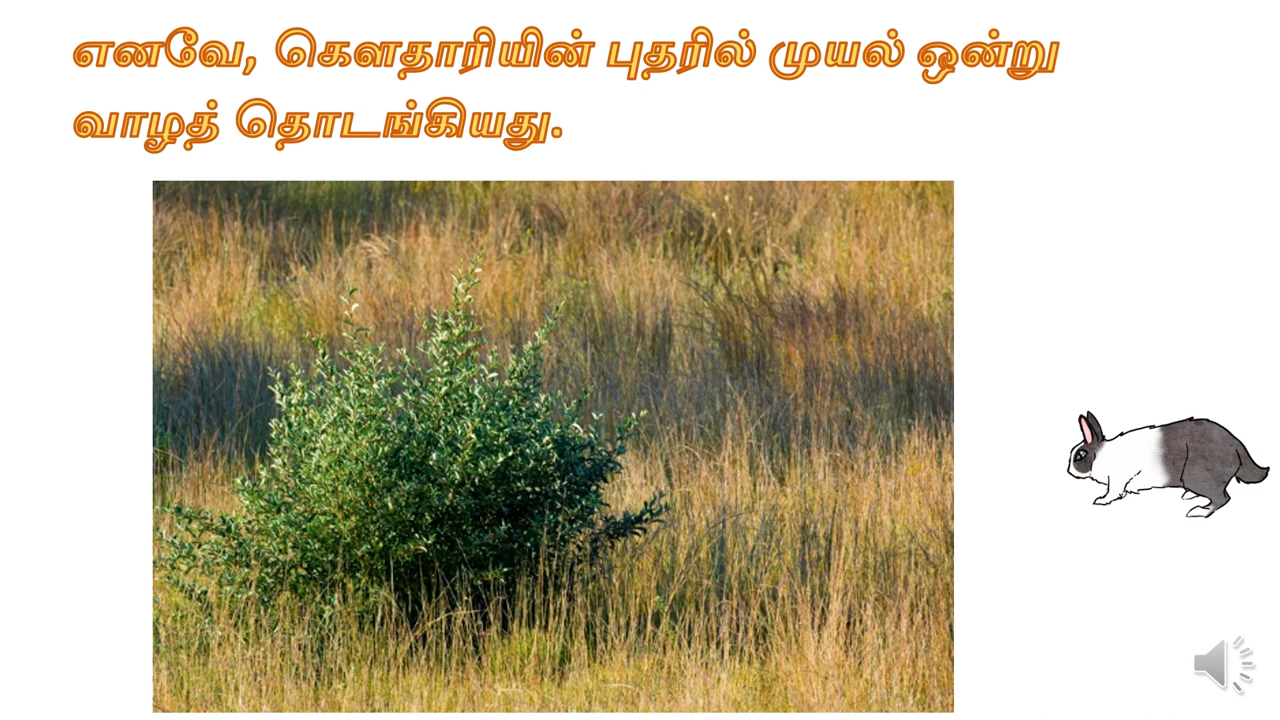 எனவே, கௌதாரியின் புதரில் முயல் ஒன்று
வாழத் தொடங்கியது.